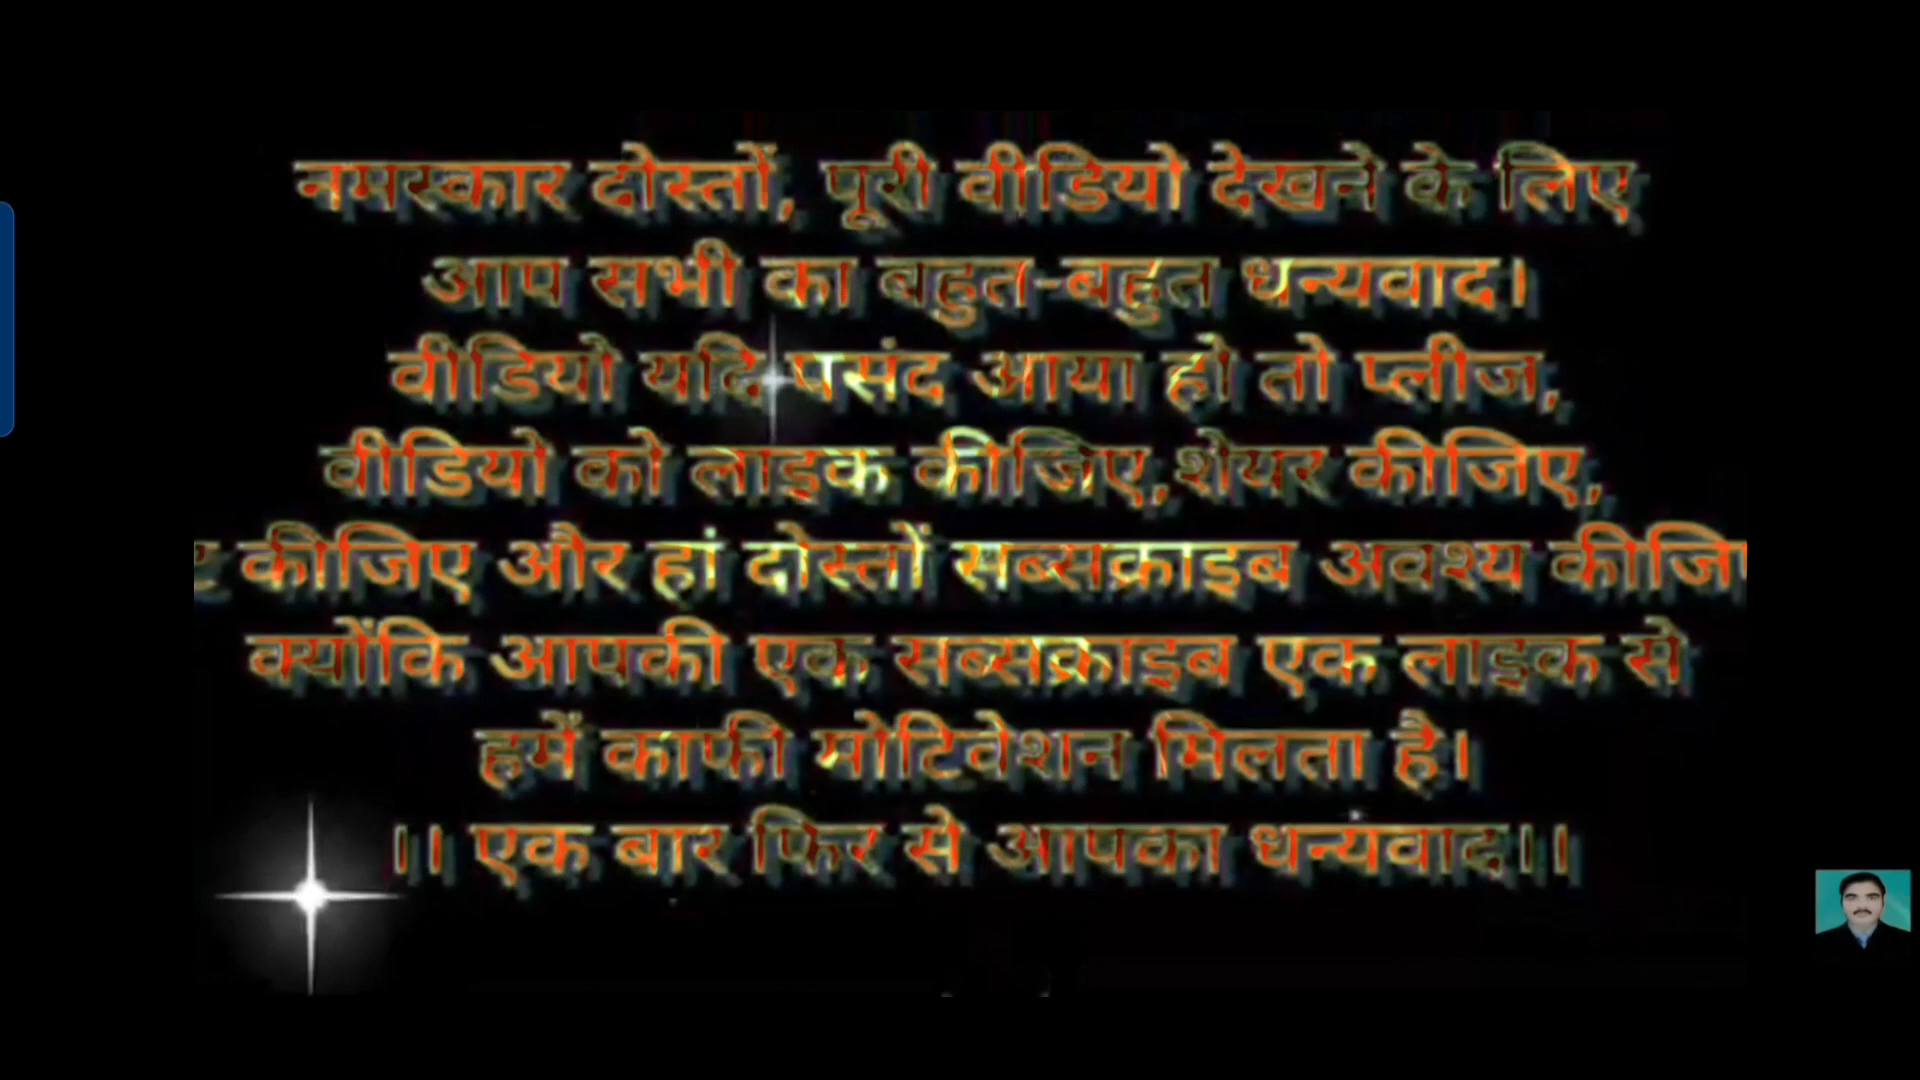 नमस्कार दोस्तों, पूरी वीडियो देखने के लिए
आप सभी का बहुत-बहुत धन्यवाद।
वीडियो यदि पसंद आया हो तो प्लीज,
वीडियो को लाइक कीजिए,शेयर कीजिए,
कीजिए और हां दोस्तों सब्सक्राइब अवश्य
क्योंकि आपकी एक सब्सक्राइब एक लाइक से
हमें काफी मोटिवेशन मिलता है।
।। एक बार फिर से आपका धन्यवाद।।